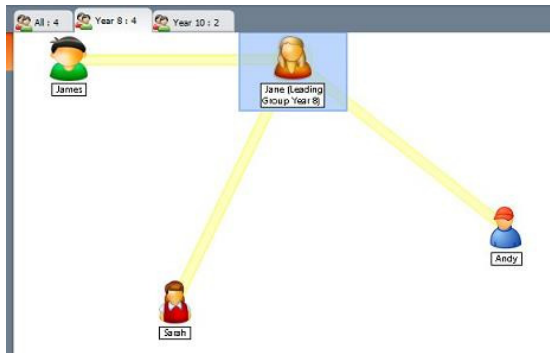 All : 4
Year 8 : 4
Year 10 : 2
James
Jane (Leading
Group Year 8)
Andy
Sarah